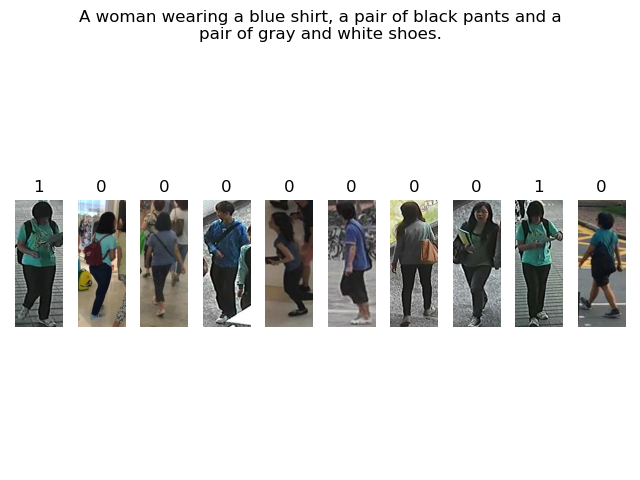 A woman wearing a blue shirt, a pair of black pants and a
pair of gray and white shoes.
1 0 0 0 0 0 0 0 1 0